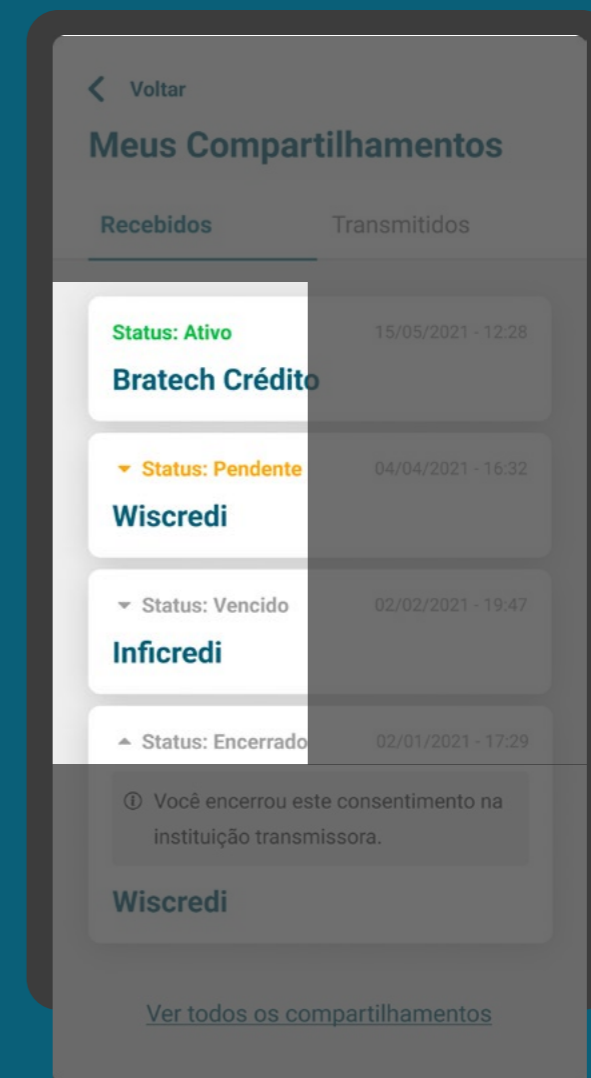 Voltar
Meus Compartilhamentos
Recebidos Transmitidos
Status: Ativo 15/05/2021 - 12:28
Bratech Crédito
Status: Pendente 04/04/2021 - 16:32
Wiscredi
Status: Vencido 02/02/2021 - 19:47
Inficredi
Status: Encerrado 02/01/2021 - 17:29
Você encerrou este consentimento na
instituição transmissora.
Wiscredi
Ver todos os compartilhamentos